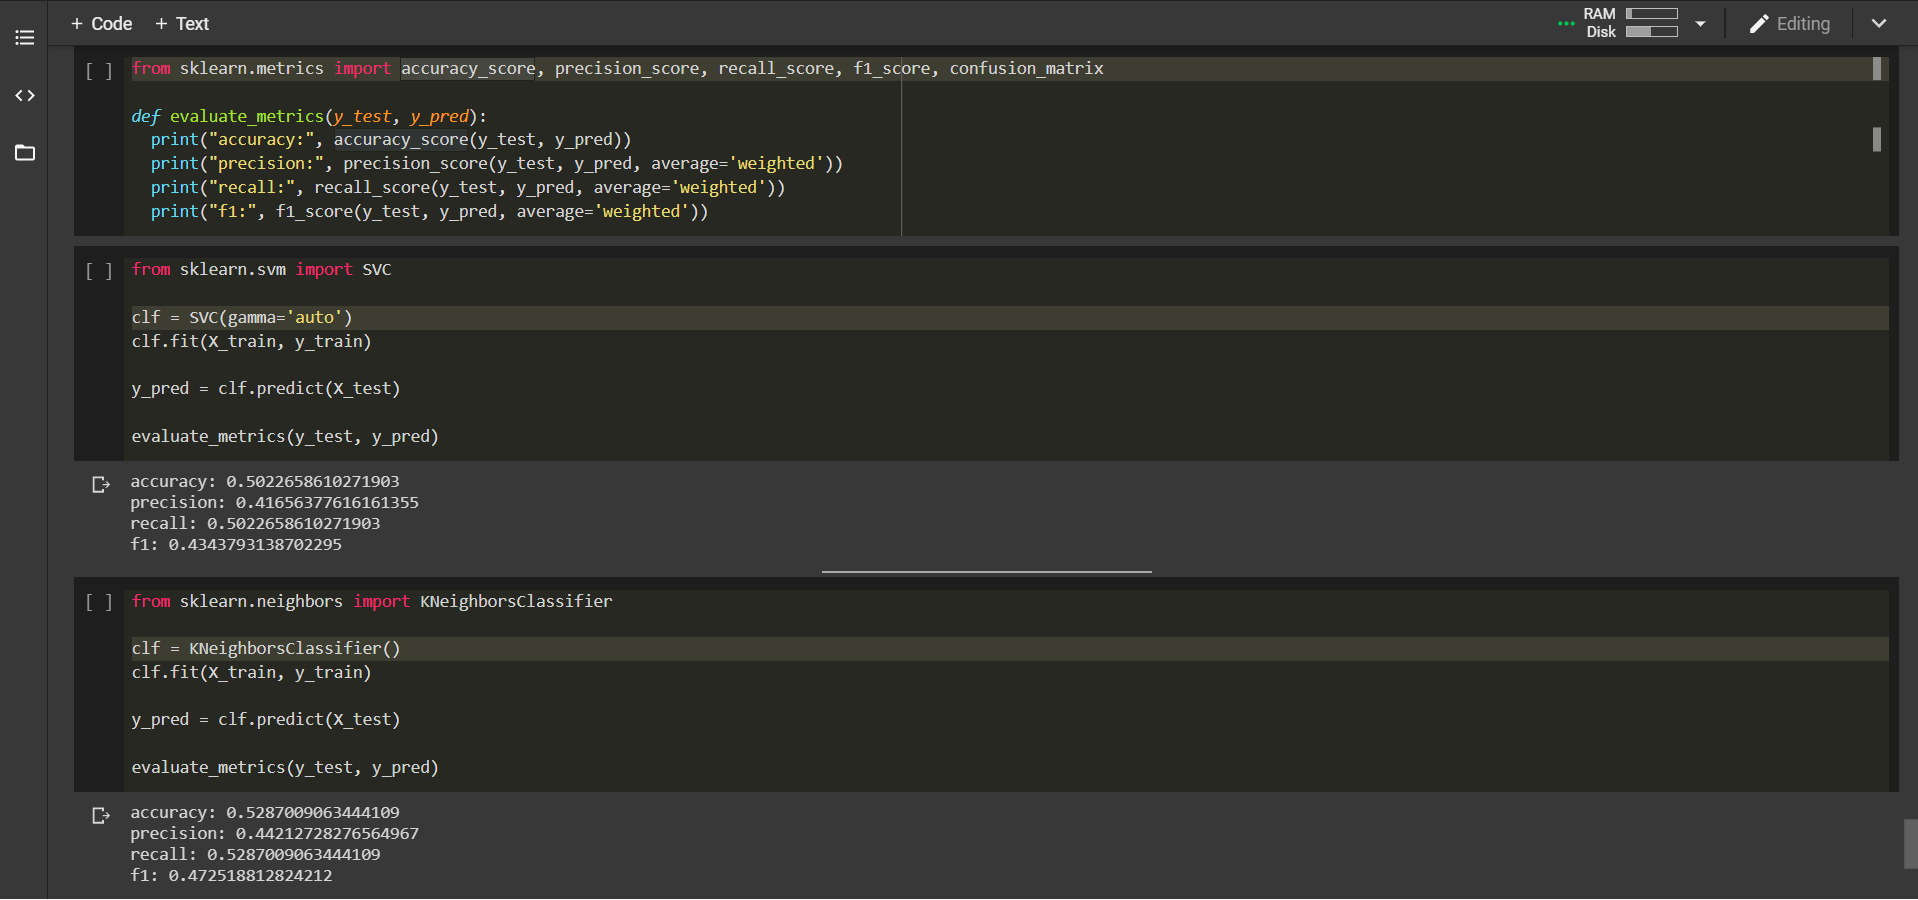 + Code + Text
RAM
Disk
Editing
[ ] from sklearn.metrics import accuracy_score, precision_score, recall_score, f1_score, confusion_matrix
def evaluate_metrics(y_test, y_pred):
print("accuracy:", accuracy_score(y_test, y_pred))
print("precision:", precision_score(y_test, y_pred, average='weighted'))
print("recall:", recall_score(y_test, y_pred, average='weighted'))
print("f1:", f1_score(y_test, y_pred, average='weighted'))
[ ] from sklearn.svm import SVC
clf = SVC(gamma='auto')
clf.fit(X_train, y_train)
y_pred = clf.predict(X_test)
evaluate_metrics(y_test, y_pred)
accuracy: 0.5022658610271903
precision: 0.41656377616161355
recall: 0.5022658610271903
f1: 0.4343793138702295
[ ] from sklearn.neighbors import KNeighborsClassifier
clf = KNeighborsClassifier()
clf.fit(X_train, y_train)
y_pred = clf.predict(X_test)
evaluate_metrics(y_test, y_pred)
accuracy: 0.5287009063444109
precision: 0.44212728276564967
recall: 0.5287009063444109
f1: 0.472518812824212